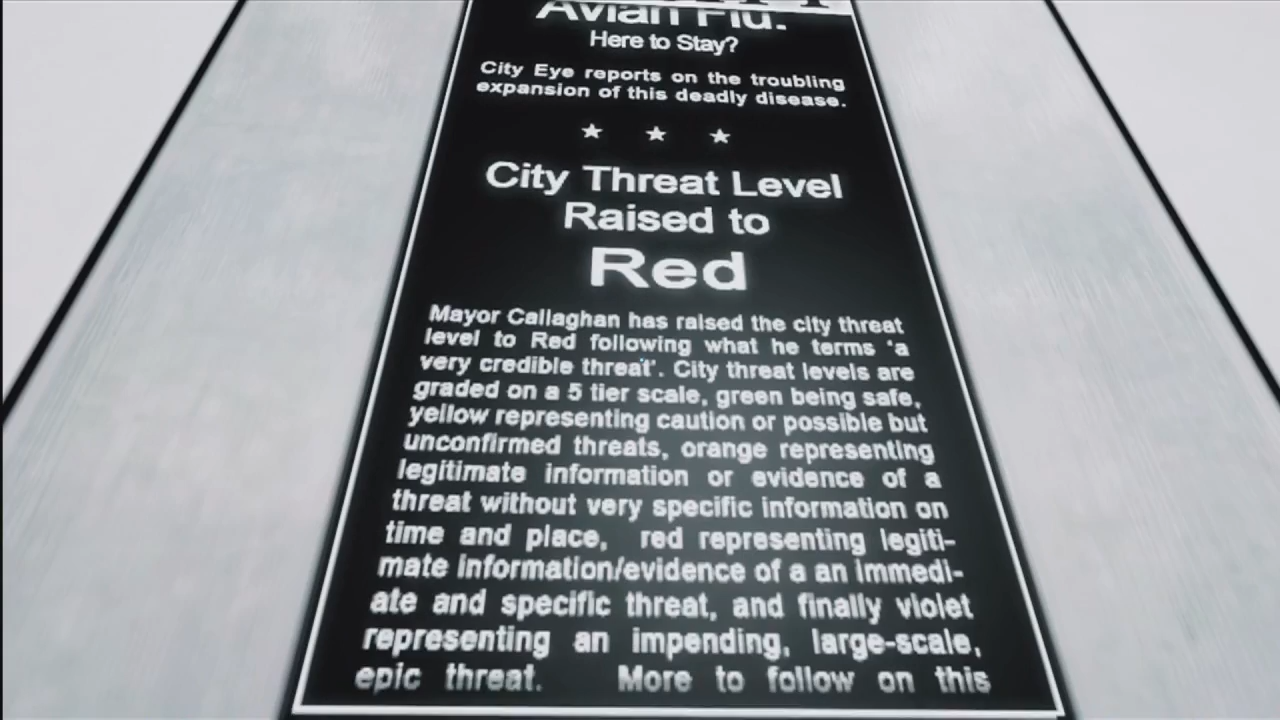 Avian Flu.
Here to Stay?
City Eye reports on the troubling
expansion of this deadly disease.
City Threat Level
Raised to
Red
Mayor Callaghan has raised the city threat
level to Red following what he terms 'a
very credible threat'. City threat levels are
graded on a 5 tier scale, green being safe,
yellow representing caution or possible but
unconfirmed threats, orange representing
legitimate information or evidence of a
threat without very specific information on
time and place, red representing legiti-
mate information/evidence of a an immedi-
ate and specific threat, and finally violet
representing an impending, large-scale,
epic threat. More to follow on this